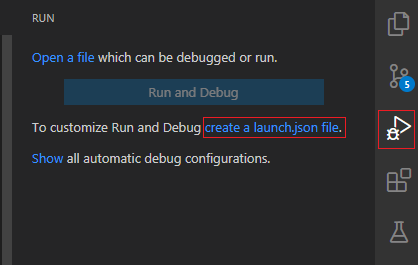 RUN
Open a file which can be debugged or run.
Run and Debug
To customize Run and Debug create a launch.json file.
Show all automatic debug configurations.
5